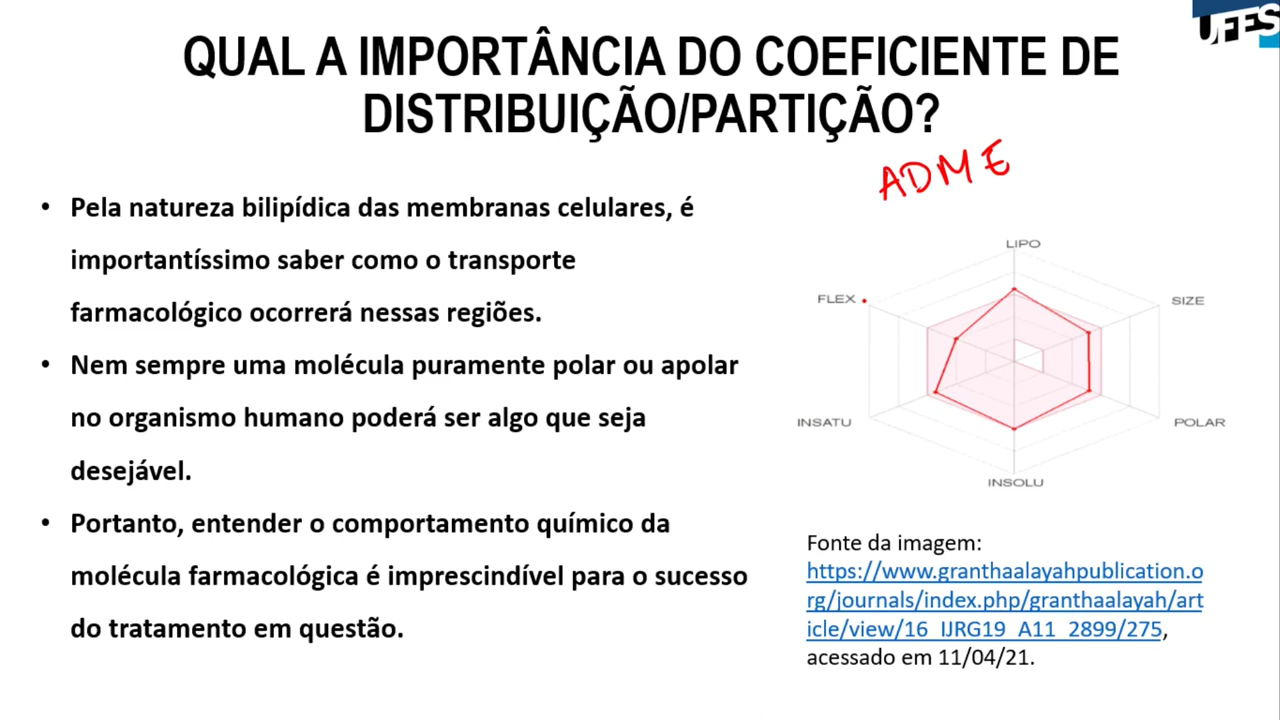 UFES
QUAL A IMPORTÂNCIA DO COEFICIENTE DE
DISTRIBUIÇÃO/PARTIÇÃO?
ADME
• Pela natureza bilipídica das membranas celulares, é
importantíssimo saber como o transporte
farmacológico ocorrerá nessas regiões.
• Nem sempre uma molécula puramente polar ou apolar
no organismo humano poderá ser algo que seja
desejável.
• Portanto, entender o comportamento químico da
molécula farmacológica é imprescindível para o sucesso
do tratamento em questão.
LIPO
FLEX
SIZE
INSATU
POLAR
INSOLU
Fonte da imagem:
https://www.granthaalayahpublication.o
rg/journals/index.php/granthaalayah/art
icle/view/16_IJRG19_A11_2899/275,
acessado em 11/04/21.